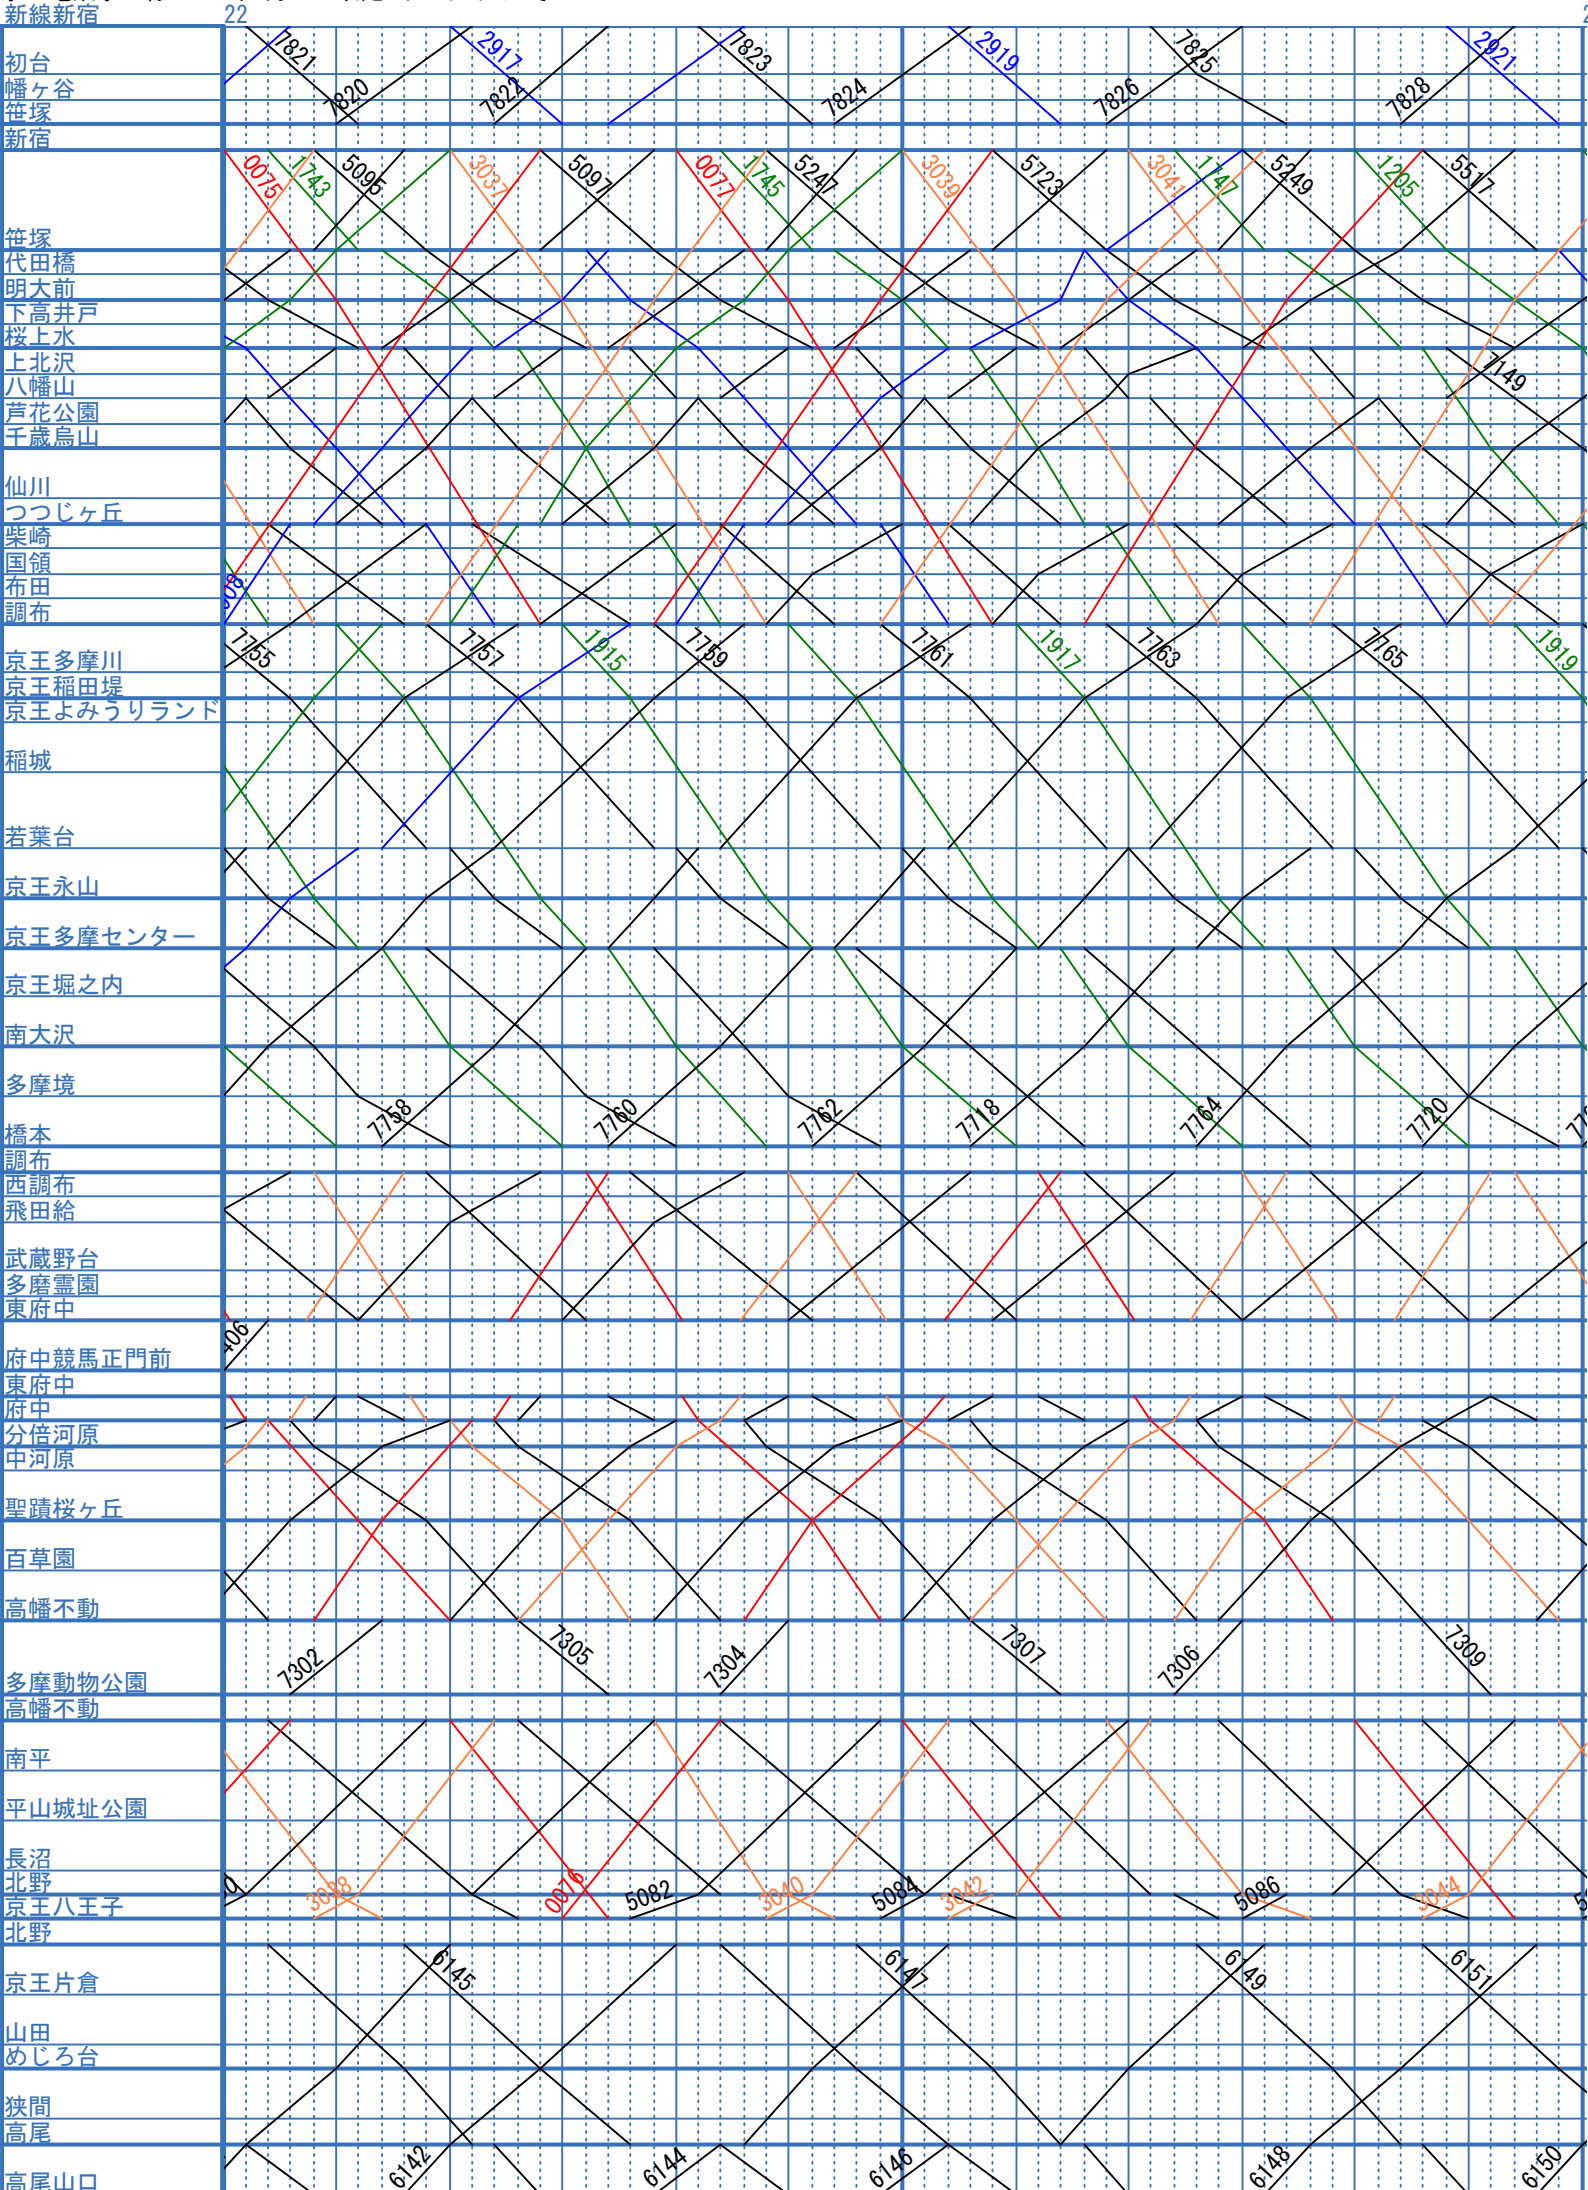 新線新宿 22
7821 2917 7823 2919 7825 2921
初台
幡ヶ谷
7820 7822 7824 7826 7828
笹塚
新宿
0075 1743 5095 3037 5097 0077 1745 5247 3039 5723 3041 1747 5249 1205 5517
笹塚
代田橋
明大前
下高井戸
桜上水
上北沢
7149
八幡山
芦花公園
千歳烏山
仙川
つつじヶ丘
柴崎
国領
布田
調布
7755 7757 1915 7759 7761 1917 7763 7765 1919
京王多摩川
京王稲田堤
京王よみうりランド
稲城
若葉台
京王永山
京王多摩センター
京王堀之内
南大沢
多摩境
7758 7760 7762 7718 7764 7720
橋本
調布
西調布
飛田給
武蔵野台
多磨霊園
東府中
406
府中競馬正門前
東府中
府中
分倍河原
中河原
聖蹟桜ヶ丘
百草園
高幡不動
7302 7305 7304 7307 7306 7309
多摩動物公園
高幡不動
南平
平山城址公園
長沼
北野
3038 0076 5082 3040 5084 3042 5086 3044
京王八王子
北野
6145 6147 6149 6151
京王片倉
山田
めじろ台
狭間
高尾
6142 6144 6146 6148 6150
高尾山口